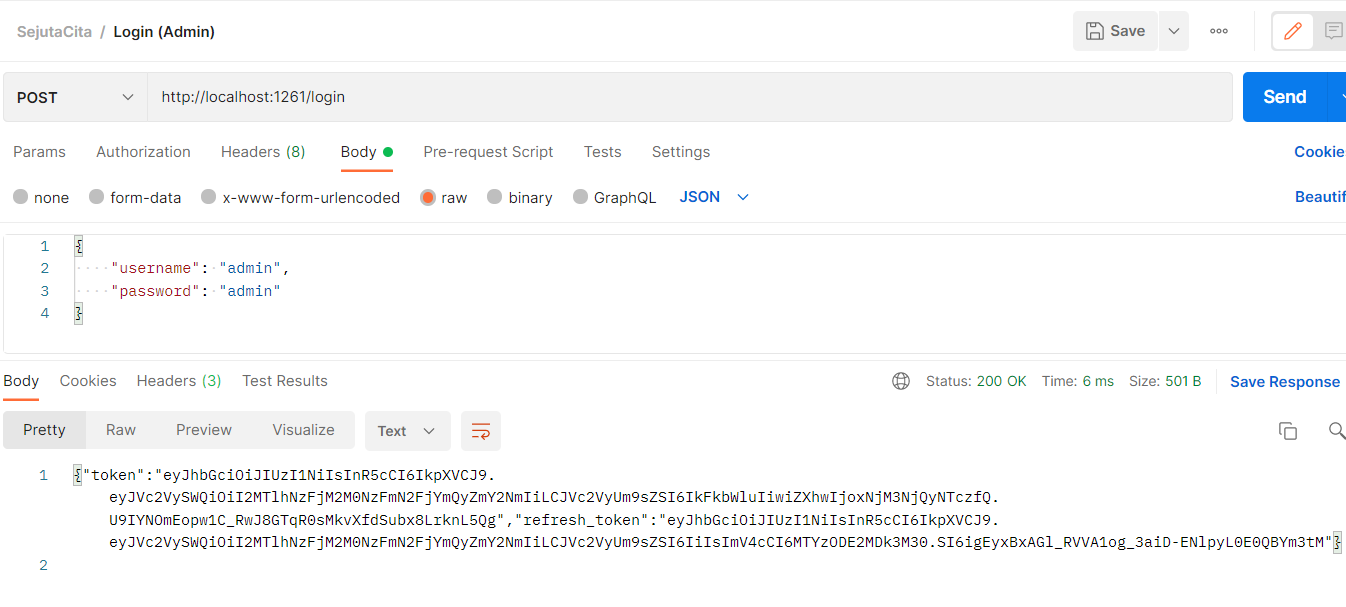 SejutaCita / Login (Admin)
Save
POST
http://localhost:1261/login
Send
Params Authorization Headers (8) Body Pre-request Script Tests Settings Cookie
none form-data x-www-form-urlencoded raw binary GraphQL JSON Beautif
1 {
2 ····"username":·"admin",
3 ····"password":·"admin"
4 }
Body Cookies Headers (3) Test Results Status: 200 OK Time: 6 ms Size: 501 B Save Response
Pretty Raw Preview Visualize Text
1 {"token":"eyJhbGciOiJIUzI1NiIsInR5cCI6IkpXVCJ9.
eyJVc2VySWQiOiI2MTlhNzFjM2M0NzFmN2FjYmQyZmY2NmIiLCJVc2VyUm9sZSI6IkFkbWluIiwiZXhwIjoxNjM3NjQyNTczfQ.
U9IYNOmEopw1C_RwJ8GTqR0sMkvXfdSubx8LrknL5Qg","refresh_token":"eyJhbGciOiJIUzI1NiIsInR5cCI6IkpXVCJ9.
eyJVc2VySWQiOiI2MTlhNzFjM2M0NzFmN2FjYmQyZmY2NmIiLCJVc2VyUm9sZSI6IiIsImV4cCI6MTYzODE2MDk3M30.SI6igEyxBxAGl_RVVA1og_3aiD-ENlpyL0E0QBYm3tM"}
2